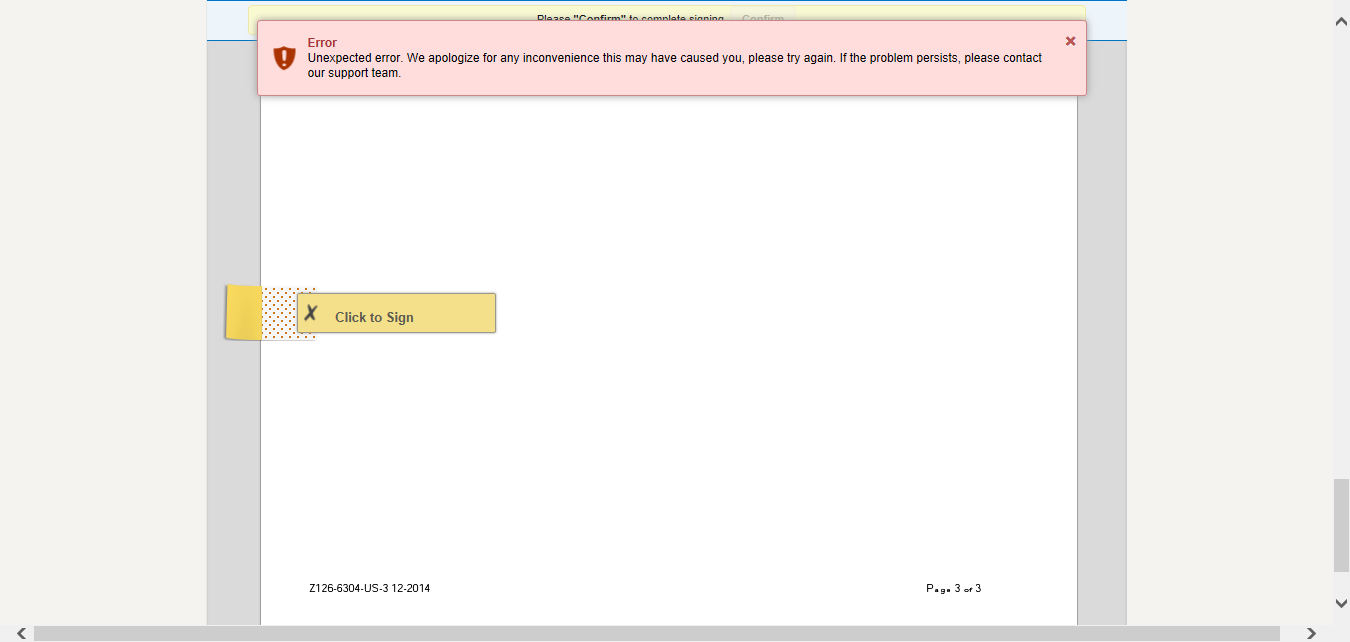 Please "Confirm" to complete signing. Confirm
Error
Unexpected error. We apologize for any inconvenience this may have caused you, please try again. If the problem persists, please contact
our support team.
X Click to Sign
Z126-6304-US-3 12-2014
Page 3 of 3